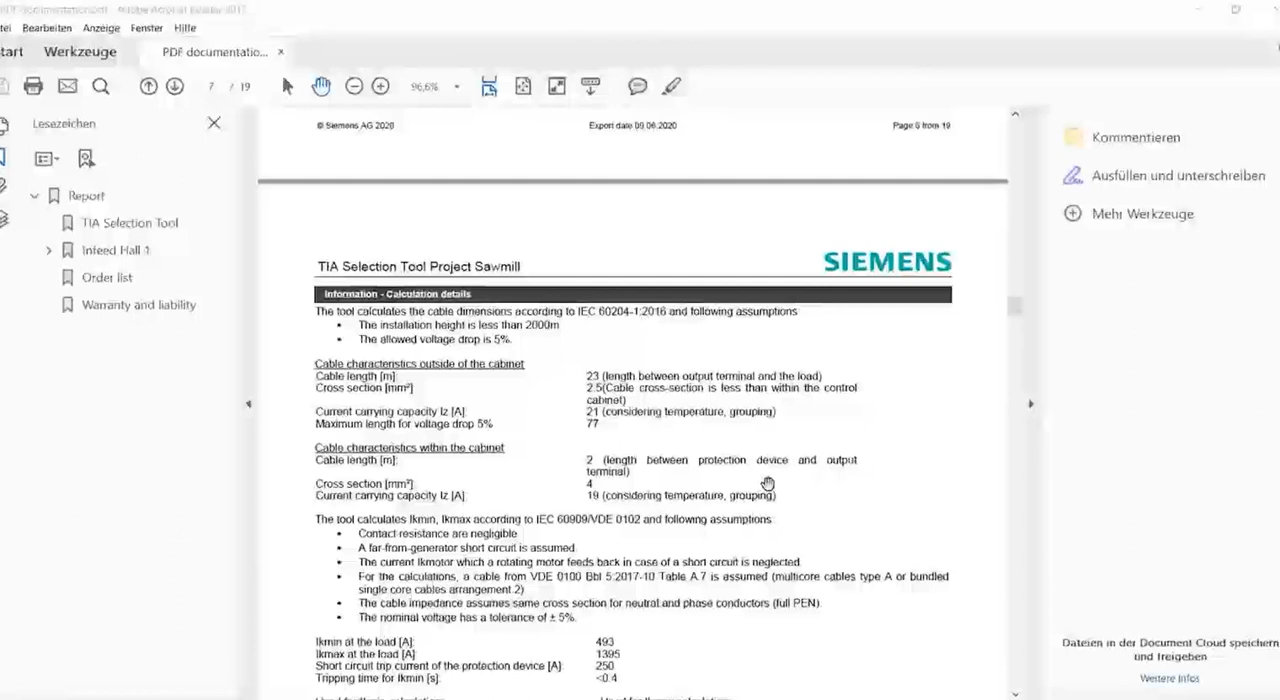 Bearbeiten Anzeige Fenster Hilfe
Werkzeuge PDF documentatio... ×
7 / 19 96,6%
Lesezeichen
Report
TIA Selection Tool
Infeed Hall 1
Order list
Warranty and liability
© Siemens AG 2020 Export date 09.06.2020 Page 6 from 19
TIA Selection Tool Project Sawmill SIEMENS
Information - Calculation details
The tool calculates the cable dimensions according to IEC 60204-1:2016 and following assumptions
• The installation height is less than 2000m
• The allowed voltage drop is 5%.
Cable characteristics outside of the cabinet
Cable length [m] 23 (length between output terminal and the load)
Cross section [mm²] 2.5(Cable cross-section is less than within the control
cabinet)
Current carrying capacity Iz [A] 21 (considering temperature, grouping)
Maximum length for voltage drop 5% 77
Cable characteristics within the cabinet
Cable length [m]: 2 (length between protection device and output
terminal)
Cross section [mm²] 4
Current carrying capacity Iz [A] 19 (considering temperature, grouping)
The tool calculates Ikmin, Ikmax according to IEC 60909/VDE 0102 and following assumptions
• Contact resistance are negligible
• A far-from-generator short circuit is assumed
• The current Ikmotor which a rotating motor feeds back in case of a short circuit is neglected
• For the calculations, a cable from VDE 0100 Bbl 5:2017-10 Table A.7 is assumed (multicore cables type A or bundled
single core cables arrangement 2)
• The cable impedance assumes same cross section for neutral and phase conductors (full PEN)
• The nominal voltage has a tolerance of ± 5%.
Ikmin at the load [A]: 493
Ikmax at the load [A] 1395
Short circuit trip current of the protection device [A]: 250
Tripping time for Ikmin [s]: <0.4
Kommentieren
Ausfüllen und unterschreiben
Mehr Werkzeuge
Dateien in der Document Cloud speichern
und freigeben
Weitere Infos